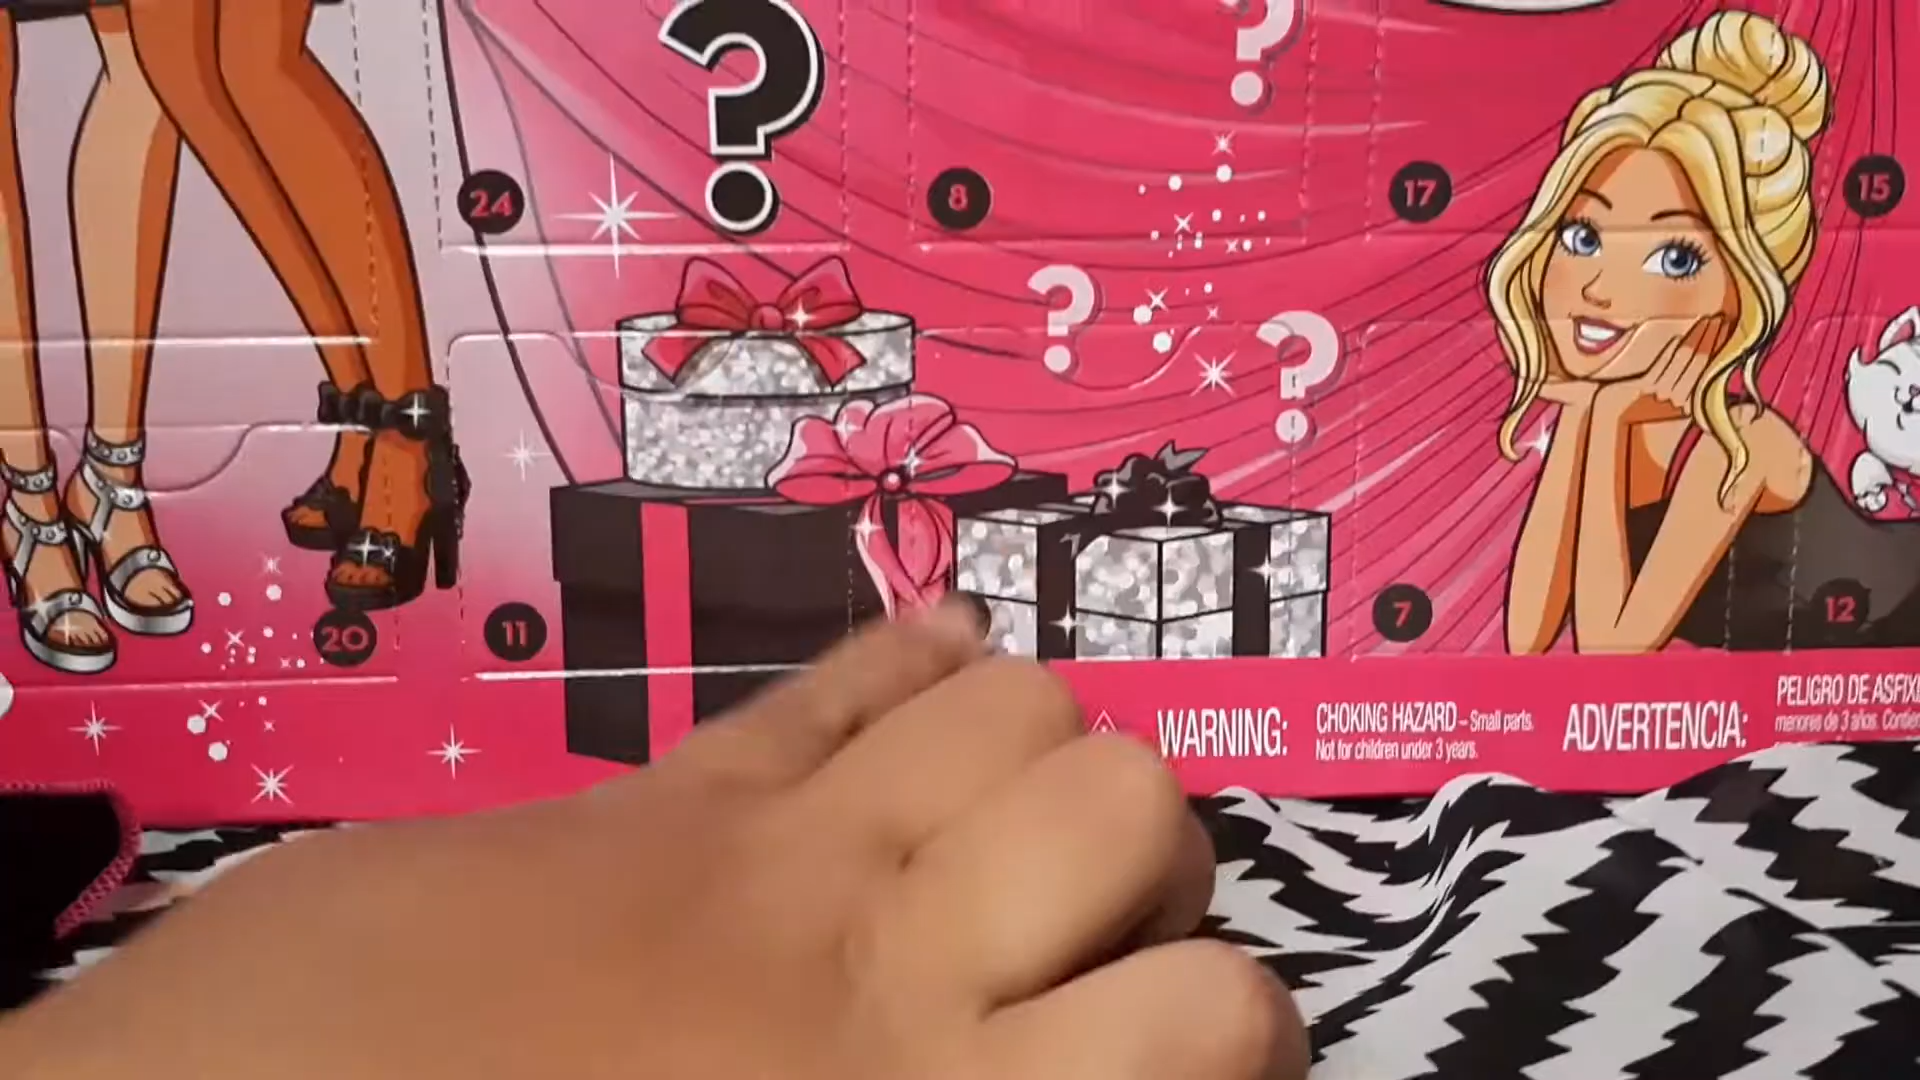 ?
?
24
8
17
15
?
?
20
11
7
12
WARNING:
CHOKING HAZARD – Small parts.
Not for children under 3 years.
ADVERTENCIA:
PELIGRO DE
menores de 3 años.